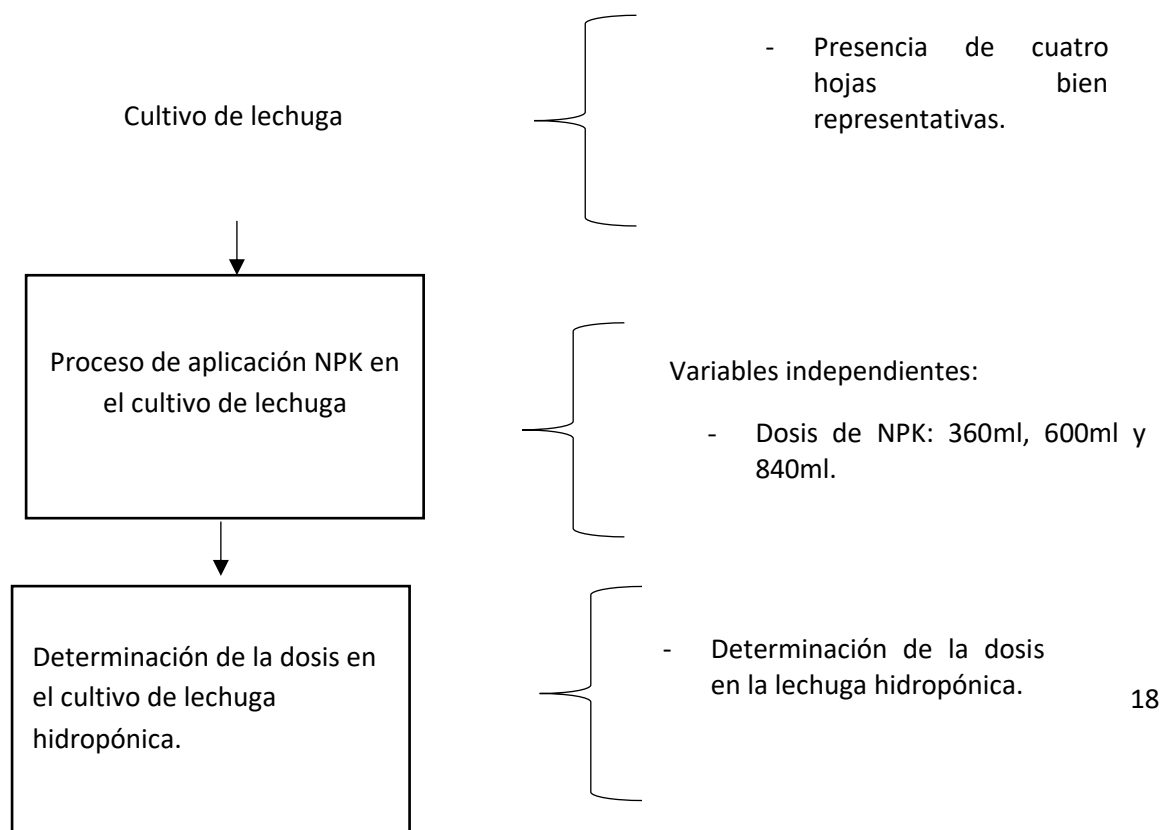 Cultivo de lechuga
- Presencia de cuatro
hojas bien
representativas.
Proceso de aplicación NPK en
el cultivo de lechuga
Variables independientes:
- Dosis de NPK: 360ml, 600ml y
840ml.
Determinación de la dosis en
el cultivo de lechuga
hidropónica.
- Determinación de la dosis
en la lechuga hidropónica.
18